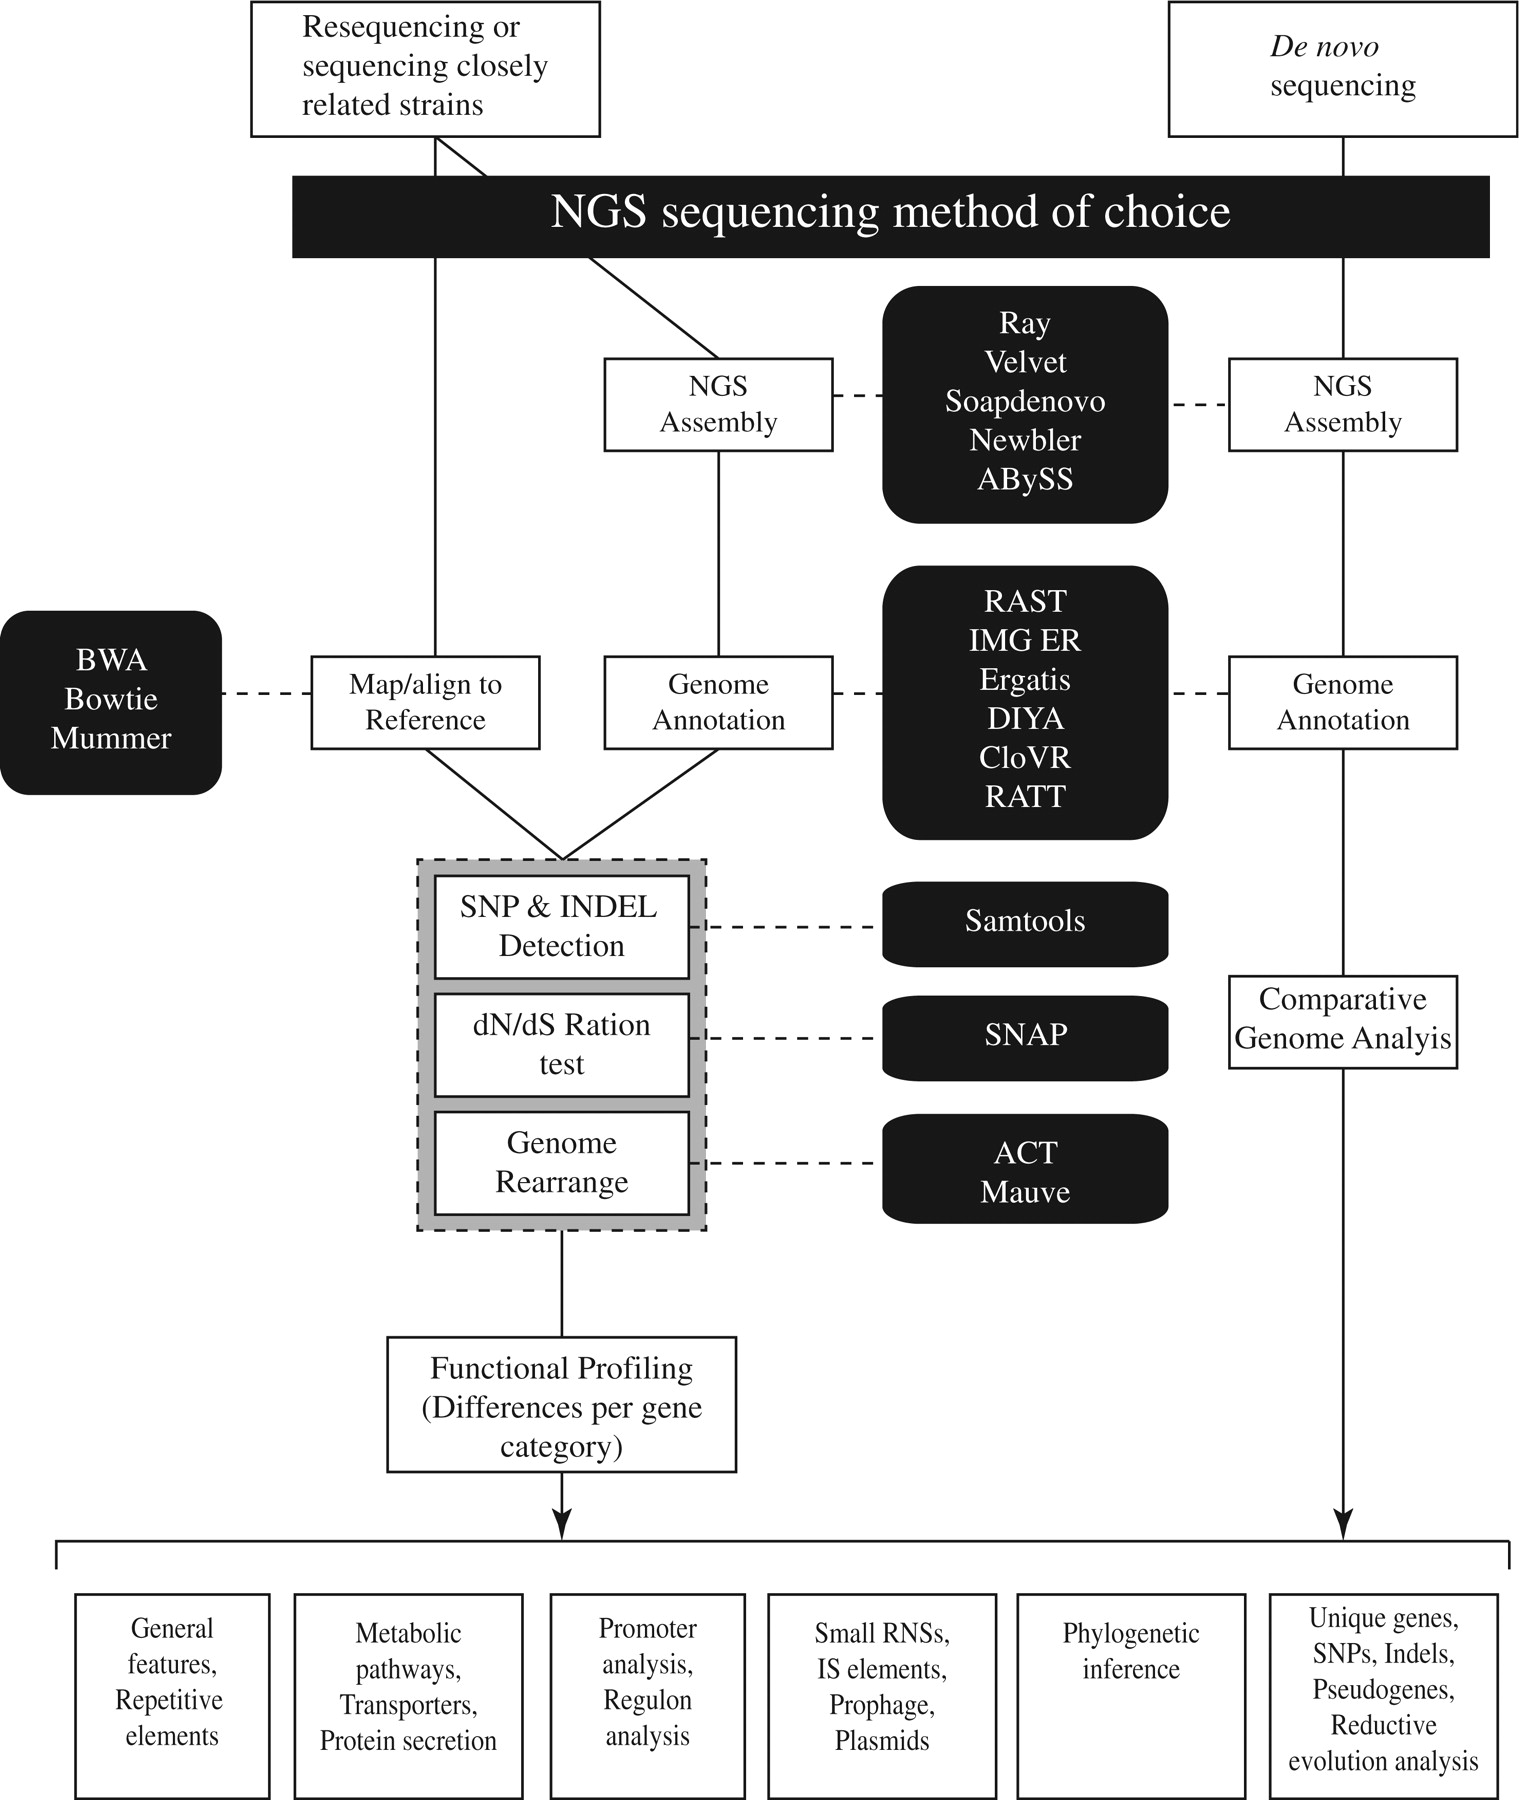 Resequencing or
sequencing closely
related strains
De novo
sequencing
NGS sequencing method of choice
NGS
Assembly
Ray
Velvet
Soapdenovo
Newbler
ABySS
NGS
Assembly
BWA
Bowtie
Mummer
Map/align to
Reference
Genome
Annotation
RAST
IMG ER
Ergatis
DIYA
CloVR
RATT
Genome
Annotation
SNP & INDEL
Detection
Samtools
dN/dS Ration
test
SNAP
Comparative
Genome Analyis
Genome
Rearrange
ACT
Mauve
Functional Profiling
(Differences per gene
category)
General
features,
Repetitive
elements
Metabolic
pathways,
Transporters,
Protein secretion
Promoter
analysis,
Regulon
analysis
Small RNSs,
IS elements,
Prophage,
Plasmids
Phylogenetic
inference
Unique genes,
SNPs, Indels,
Pseudogenes,
Reductive
evolution analysis